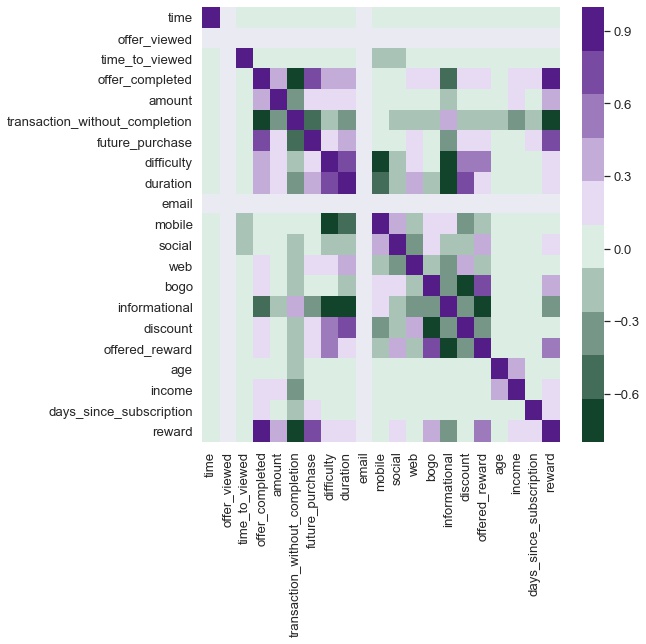 time
offer_viewed
time_to_viewed
offer_completed
amount
transaction_without_completion
future_purchase
difficulty
duration
email
mobile
social
web
bogo
informational
discount
offered_reward
age
income
days_since_subscription
reward
time
offer_viewed
time_to_viewed
offer_completed
amount
transaction_without_completion
future_purchase
difficulty
duration
email
mobile
social
web
bogo
informational
discount
offered_reward
age
income
days_since_subscription
reward
0.9
0.6
0.3
0.0
−0.3
−0.6